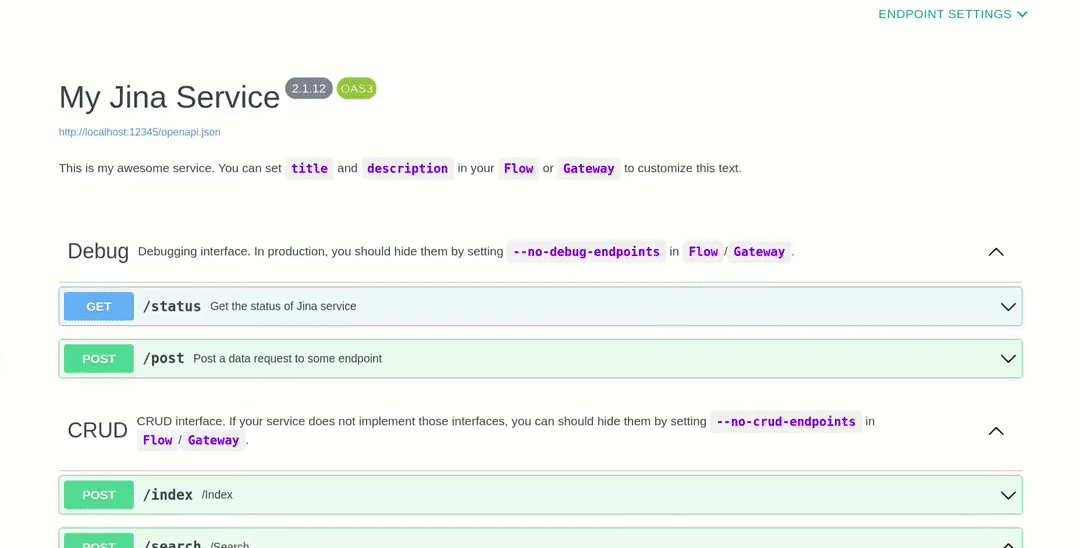 ENDPOINT SETTINGS
My Jina Service 2.1.12 OAS3
http://localhost:12345/openapi.json
This is my awesome service. You can set title and description in your Flow or Gateway to customize this text.
Debug Debugging interface. In production, you should hide them by setting --no-debug-endpoints in Flow / Gateway .
GET /status Get the status of Jina service
POST /post Post a data request to some endpoint
CRUD CRUD interface. If your service does not implement those interfaces, you can should hide them by setting --no-crud-endpoints in
Flow / Gateway .
POST /index /Index
POST /search /Search